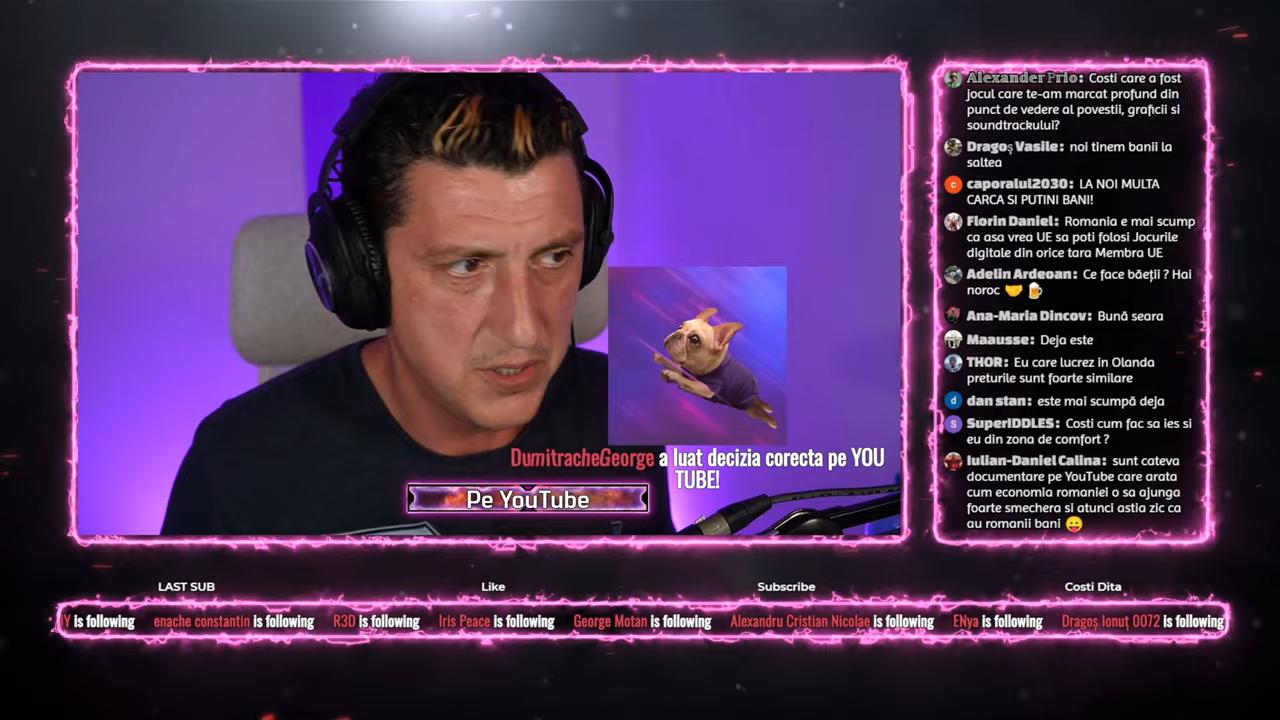 AlexanderPrio: Costi care a fost
jocul care te-am marcat profund din
punct de vedere al povestii, graficii si
soundtrackului?
Dragoș Vasile: noi tinem banii la
saltea
caporalul2030: LA NOI MULTA
CARCA SI PUTINI BANI!
Florin Daniel: Romania e mai scump
ca asa vrea UE sa poti folosi Jocurile
digitale din orice tara Membra UE
Adelin Ardeoan: Ce face băeții ? Hai
noroc 🤝 🍺
Ana-Maria Dincov: Bună seara
Maausse: Deja este
THOR: Eu care lucrez in Olanda
preturile sunt foarte similare
d dan stan: este mai scumpă deja
S SuperIDDLES: Costi cum fac sa ies si
eu din zona de comfort ?
Iulian-Daniel Calina: sunt cateva
documentare pe YouTube care arata
cum economia romaniei o sa ajunga
foarte smechera si atunci astia zic ca
au romanii bani 😛
DumitracheGeorge a luat decizia corecta pe YOU
TUBE!
Pe YouTube
LAST SUB Like Subscribe Costi Dita
Y is following enache constantin is following R3D is following Iris Peace is following George Motan is following Alexandru Cristian Nicolae is following ENya is following Dragoș Ionuț 0072 is following